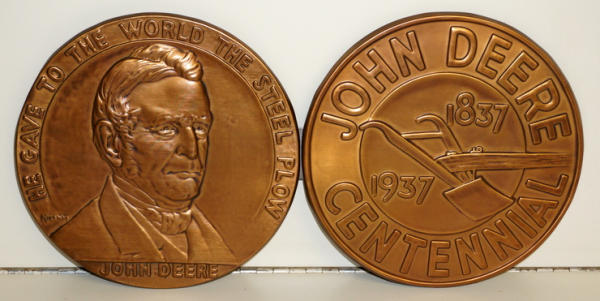 HE GAVE TO THE WORLD THE STEEL PLOW
JOHN DEERE
JOHN DEERE
1837
1937
CENTENNIAL